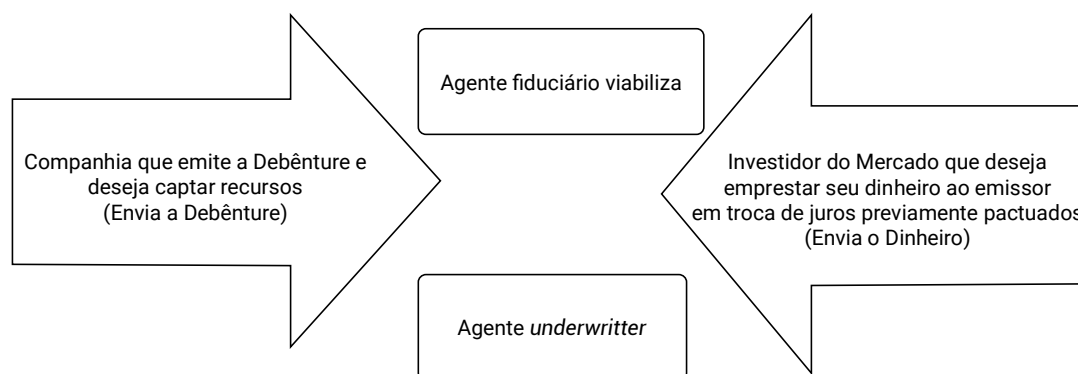 Agente fiduciário viabiliza
Companhia que emite a Debênture e
deseja captar recursos
(Envia a Debênture)
Investidor do Mercado que deseja
emprestar seu dinheiro ao emissor
em troca de juros previamente pactuados
(Envia o Dinheiro)
Agente underwritter